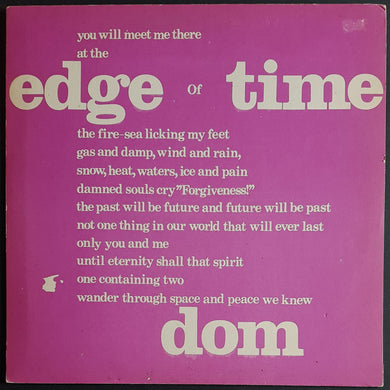 you will meet me there
at the
edge Of time
the fire-sea licking my feet
gas and damp, wind and rain,
snow, heat, waters, ice and pain
damned souls cry "Forgiveness!"
the past will be future and future will be past
not one thing in our world that will ever last
only you and me
until eternity shall that spirit
one containing two
wander through space and peace we knew
dom